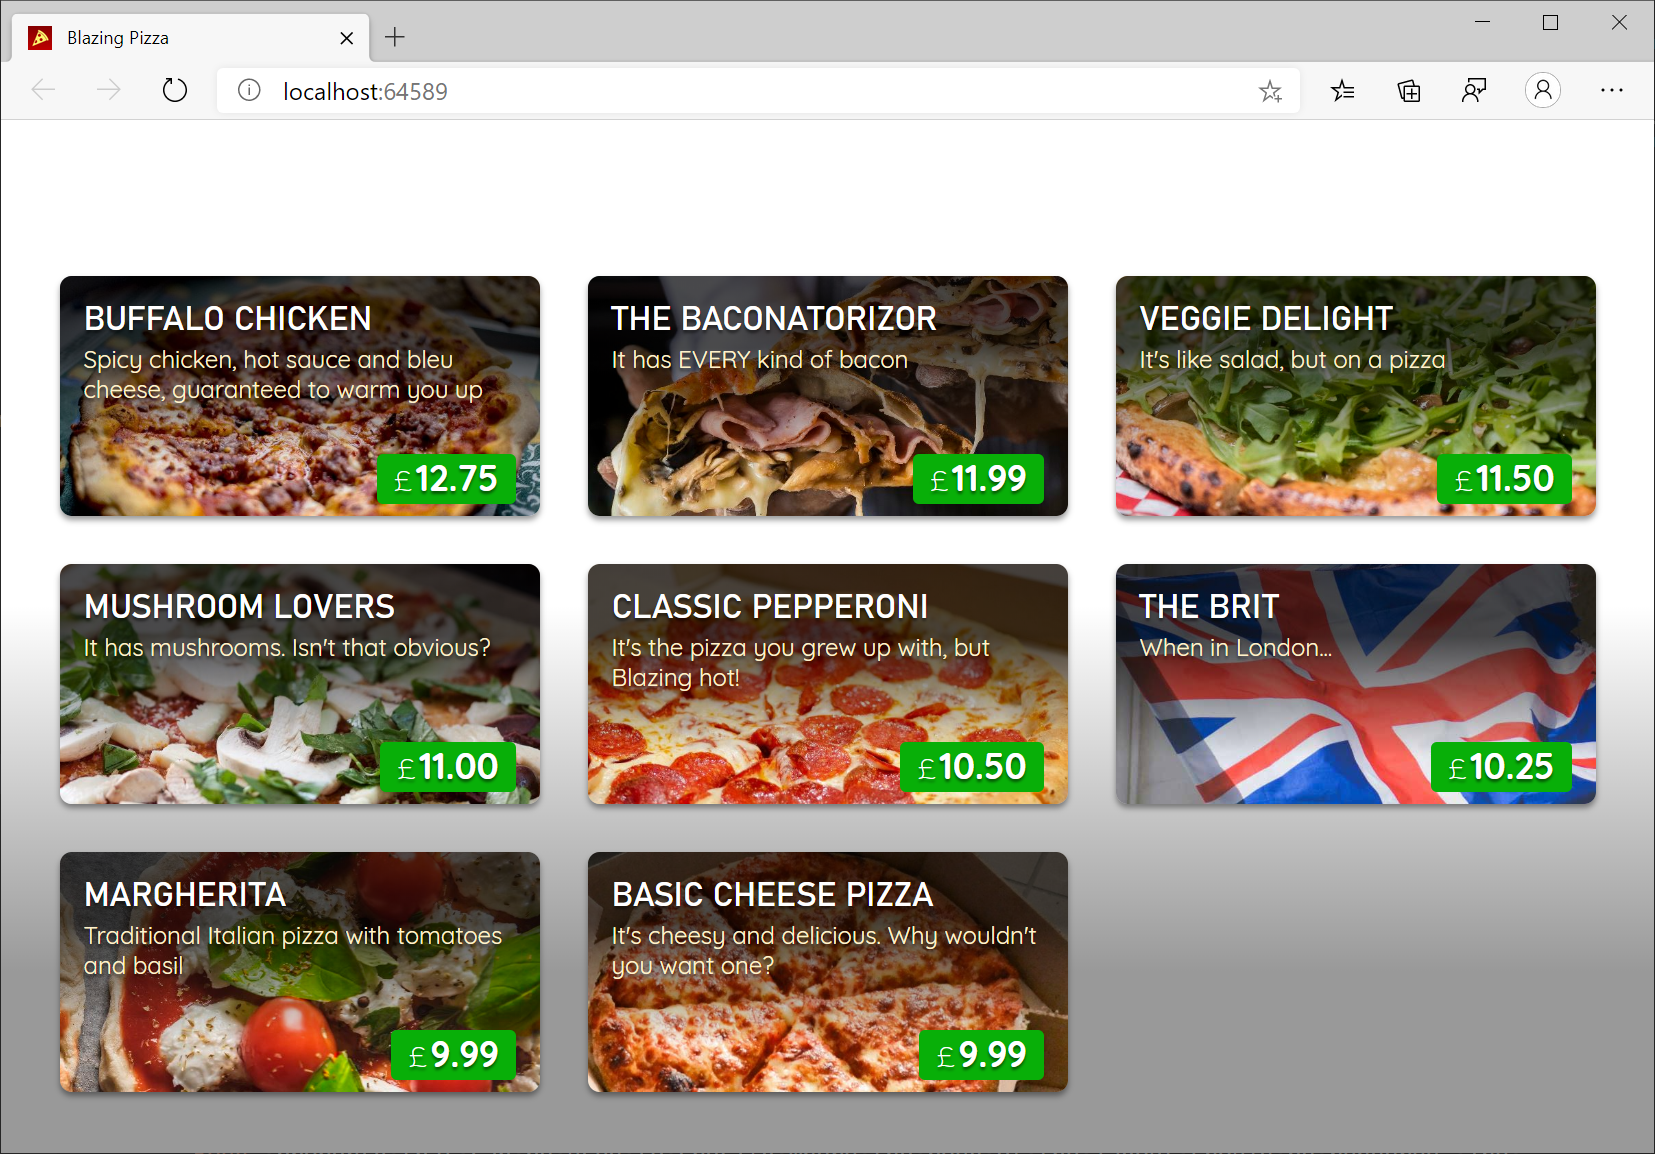 Blazing Pizza
localhost:64589
BUFFALO CHICKEN
Spicy chicken, hot sauce and bleu
cheese, guaranteed to warm you up
£12.75
THE BACONATORIZOR
It has EVERY kind of bacon
£11.99
VEGGIE DELIGHT
It's like salad, but on a pizza
£11.50
MUSHROOM LOVERS
It has mushrooms. Isn't that obvious?
£11.00
CLASSIC PEPPERONI
It's the pizza you grew up with, but
Blazing hot!
£10.50
THE BRIT
When in London...
£10.25
MARGHERITA
Traditional Italian pizza with tomatoes
and basil
£9.99
BASIC CHEESE PIZZA
It's cheesy and delicious. Why wouldn't
you want one?
£9.99